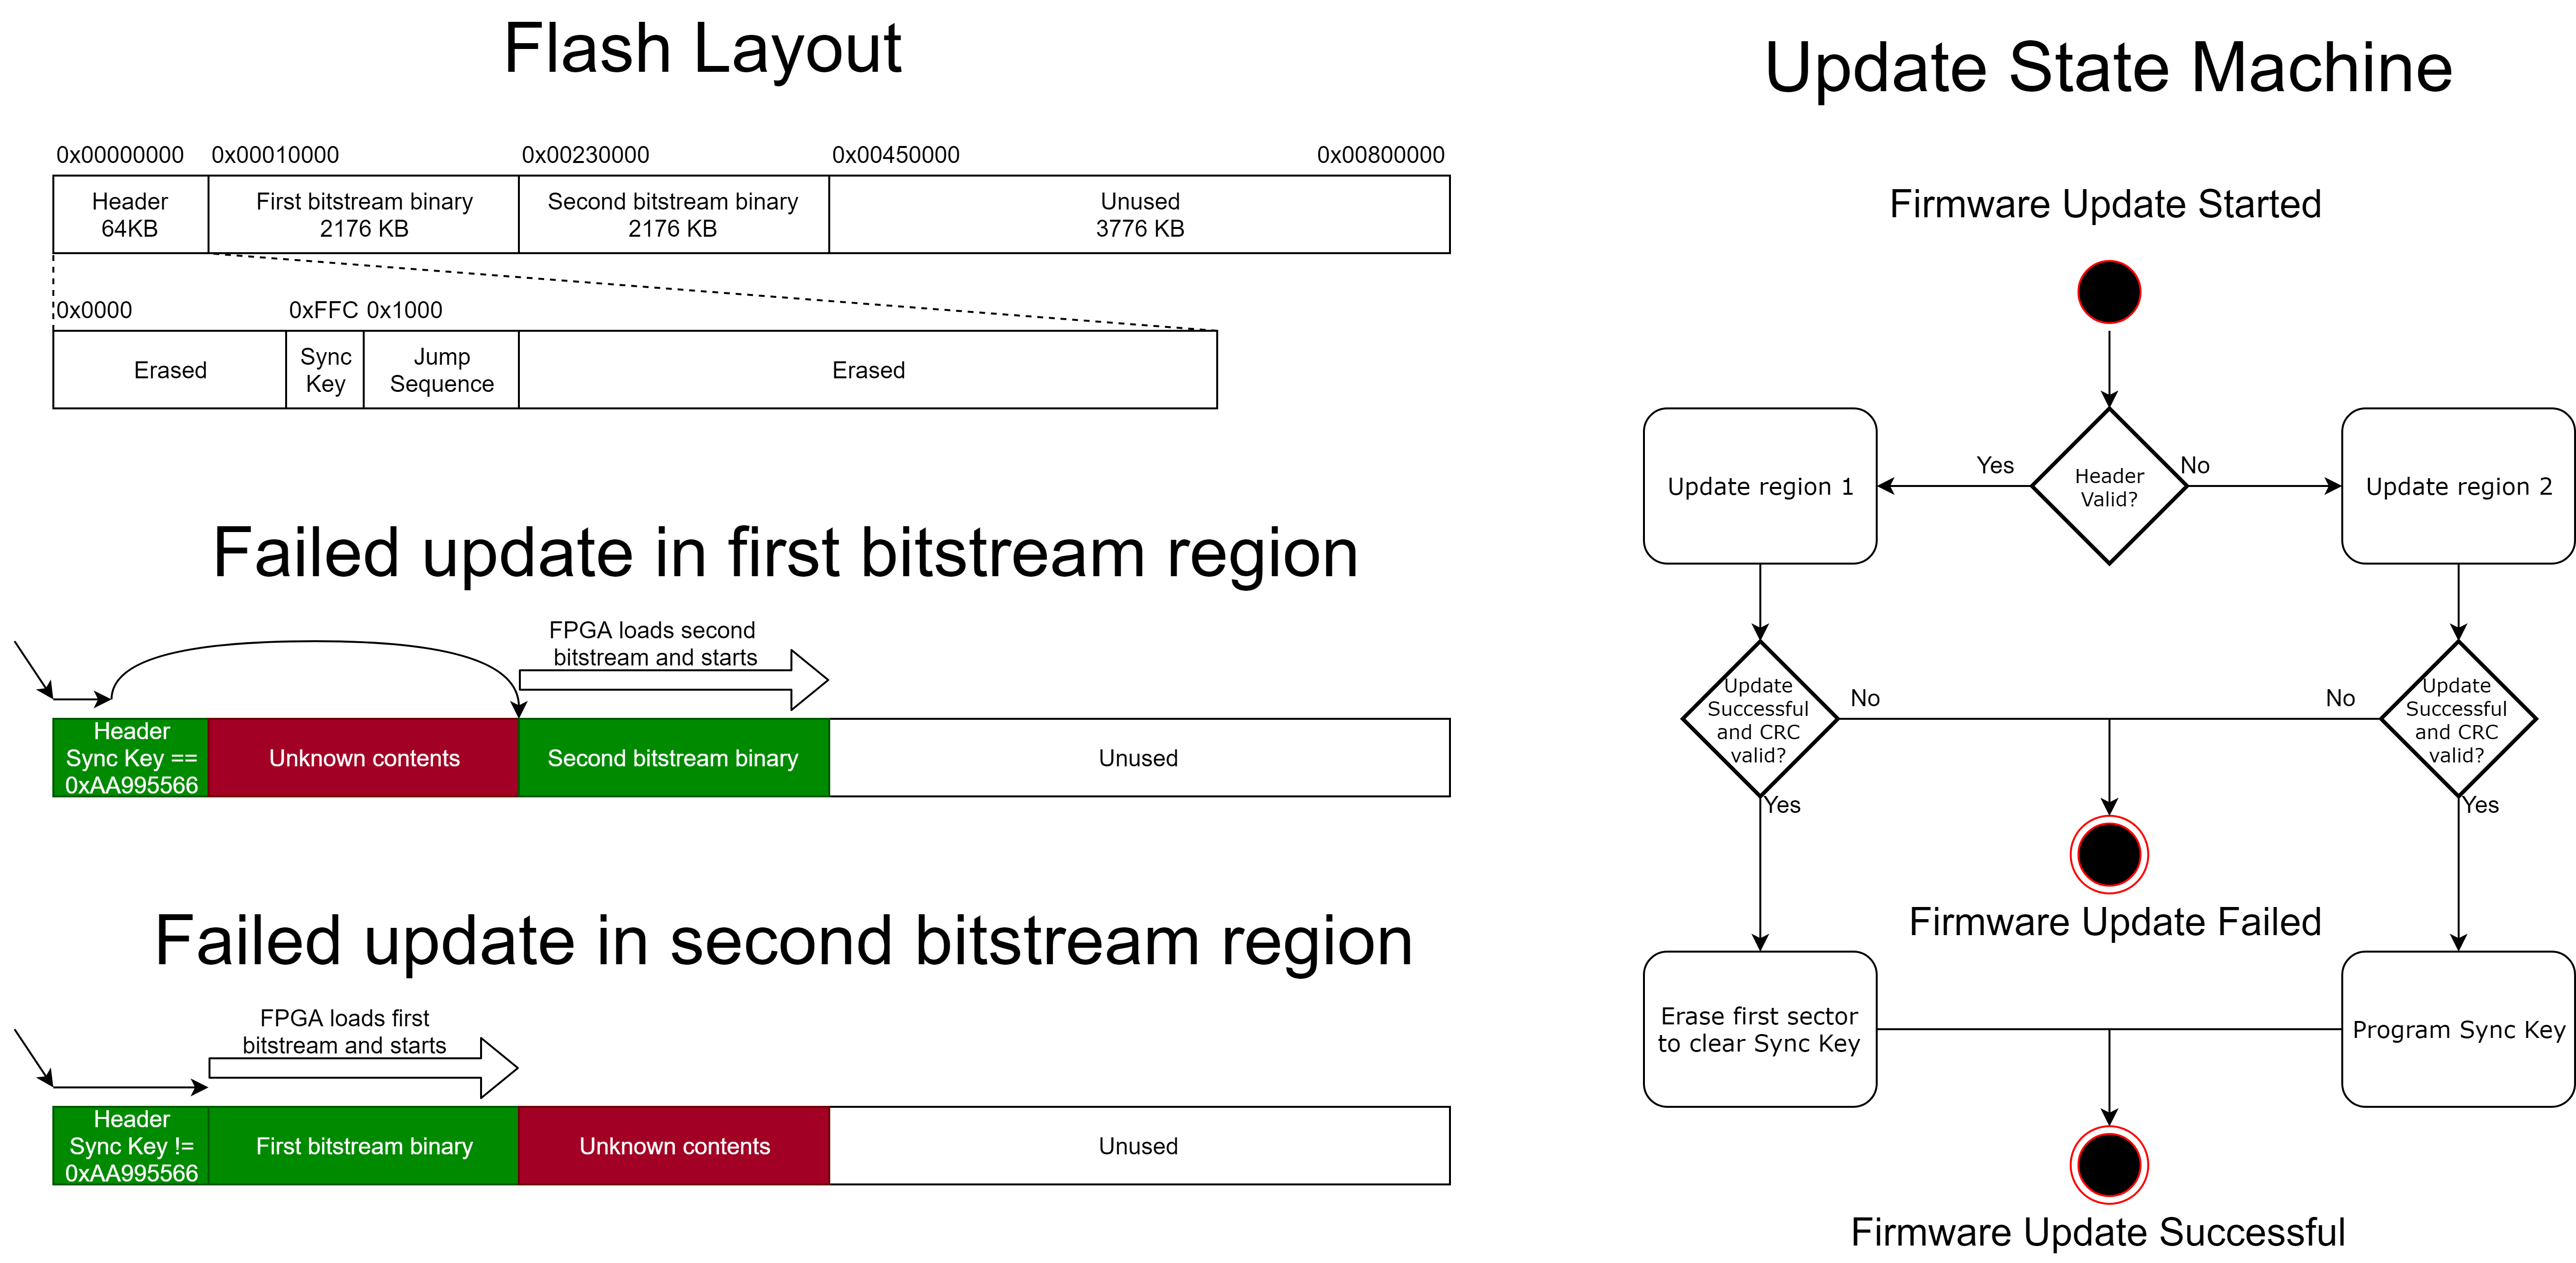 Flash Layout
0x00000000
0x00010000
0x00230000
0x00450000
0x00800000
Header
64KB
First bitstream binary
2176 KB
Second bitstream binary
2176 KB
Unused
3776 KB
0x0000
0xFFC
0x1000
Erased
Sync
Key
Jump
Sequence
Erased
Failed update in first bitstream region
FPGA loads second
bitstream and starts
Header
Sync Key ==
0xAA995566
Unknown contents
Second bitstream binary
Unused
Failed update in second bitstream region
FPGA loads first
bitstream and starts
Header
Sync Key !=
0xAA995566
First bitstream binary
Unknown contents
Unused
Update State Machine
Firmware Update Started
Header
Valid?
Yes
No
Update region 1
Update region 2
Update
Successful
and CRC
valid?
No
Yes
Update
Successful
and CRC
valid?
No
Yes
Firmware Update Failed
Erase first sector
to clear Sync Key
Program Sync Key
Firmware Update Successful